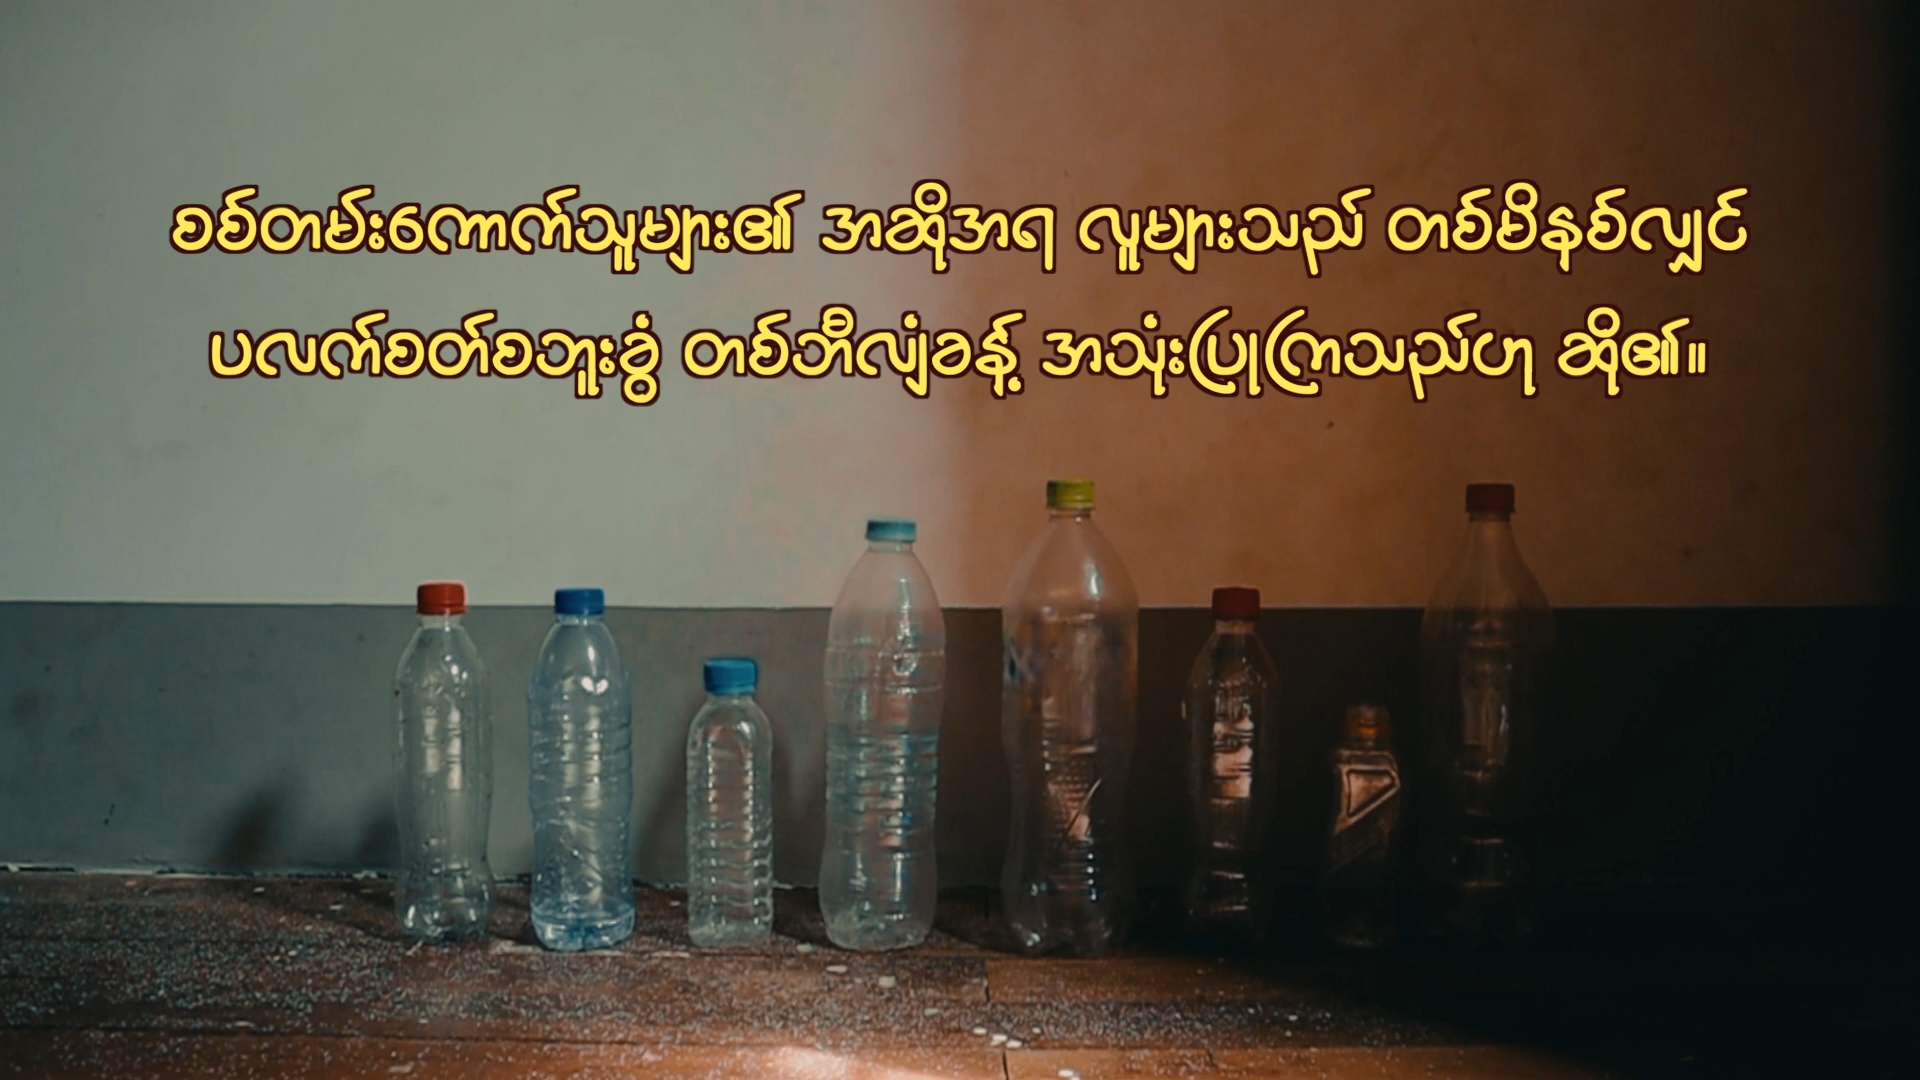 စစ်တမ်းကောက်သူများ၏ အဆိုအရ လူများသည် တစ်မိနစ်လျှင်
ပလက်စတ်စဘူးခွံ တစ်ဘီလျံခန့် အသုံးပြုကြသည်ဟု ဆို၏။